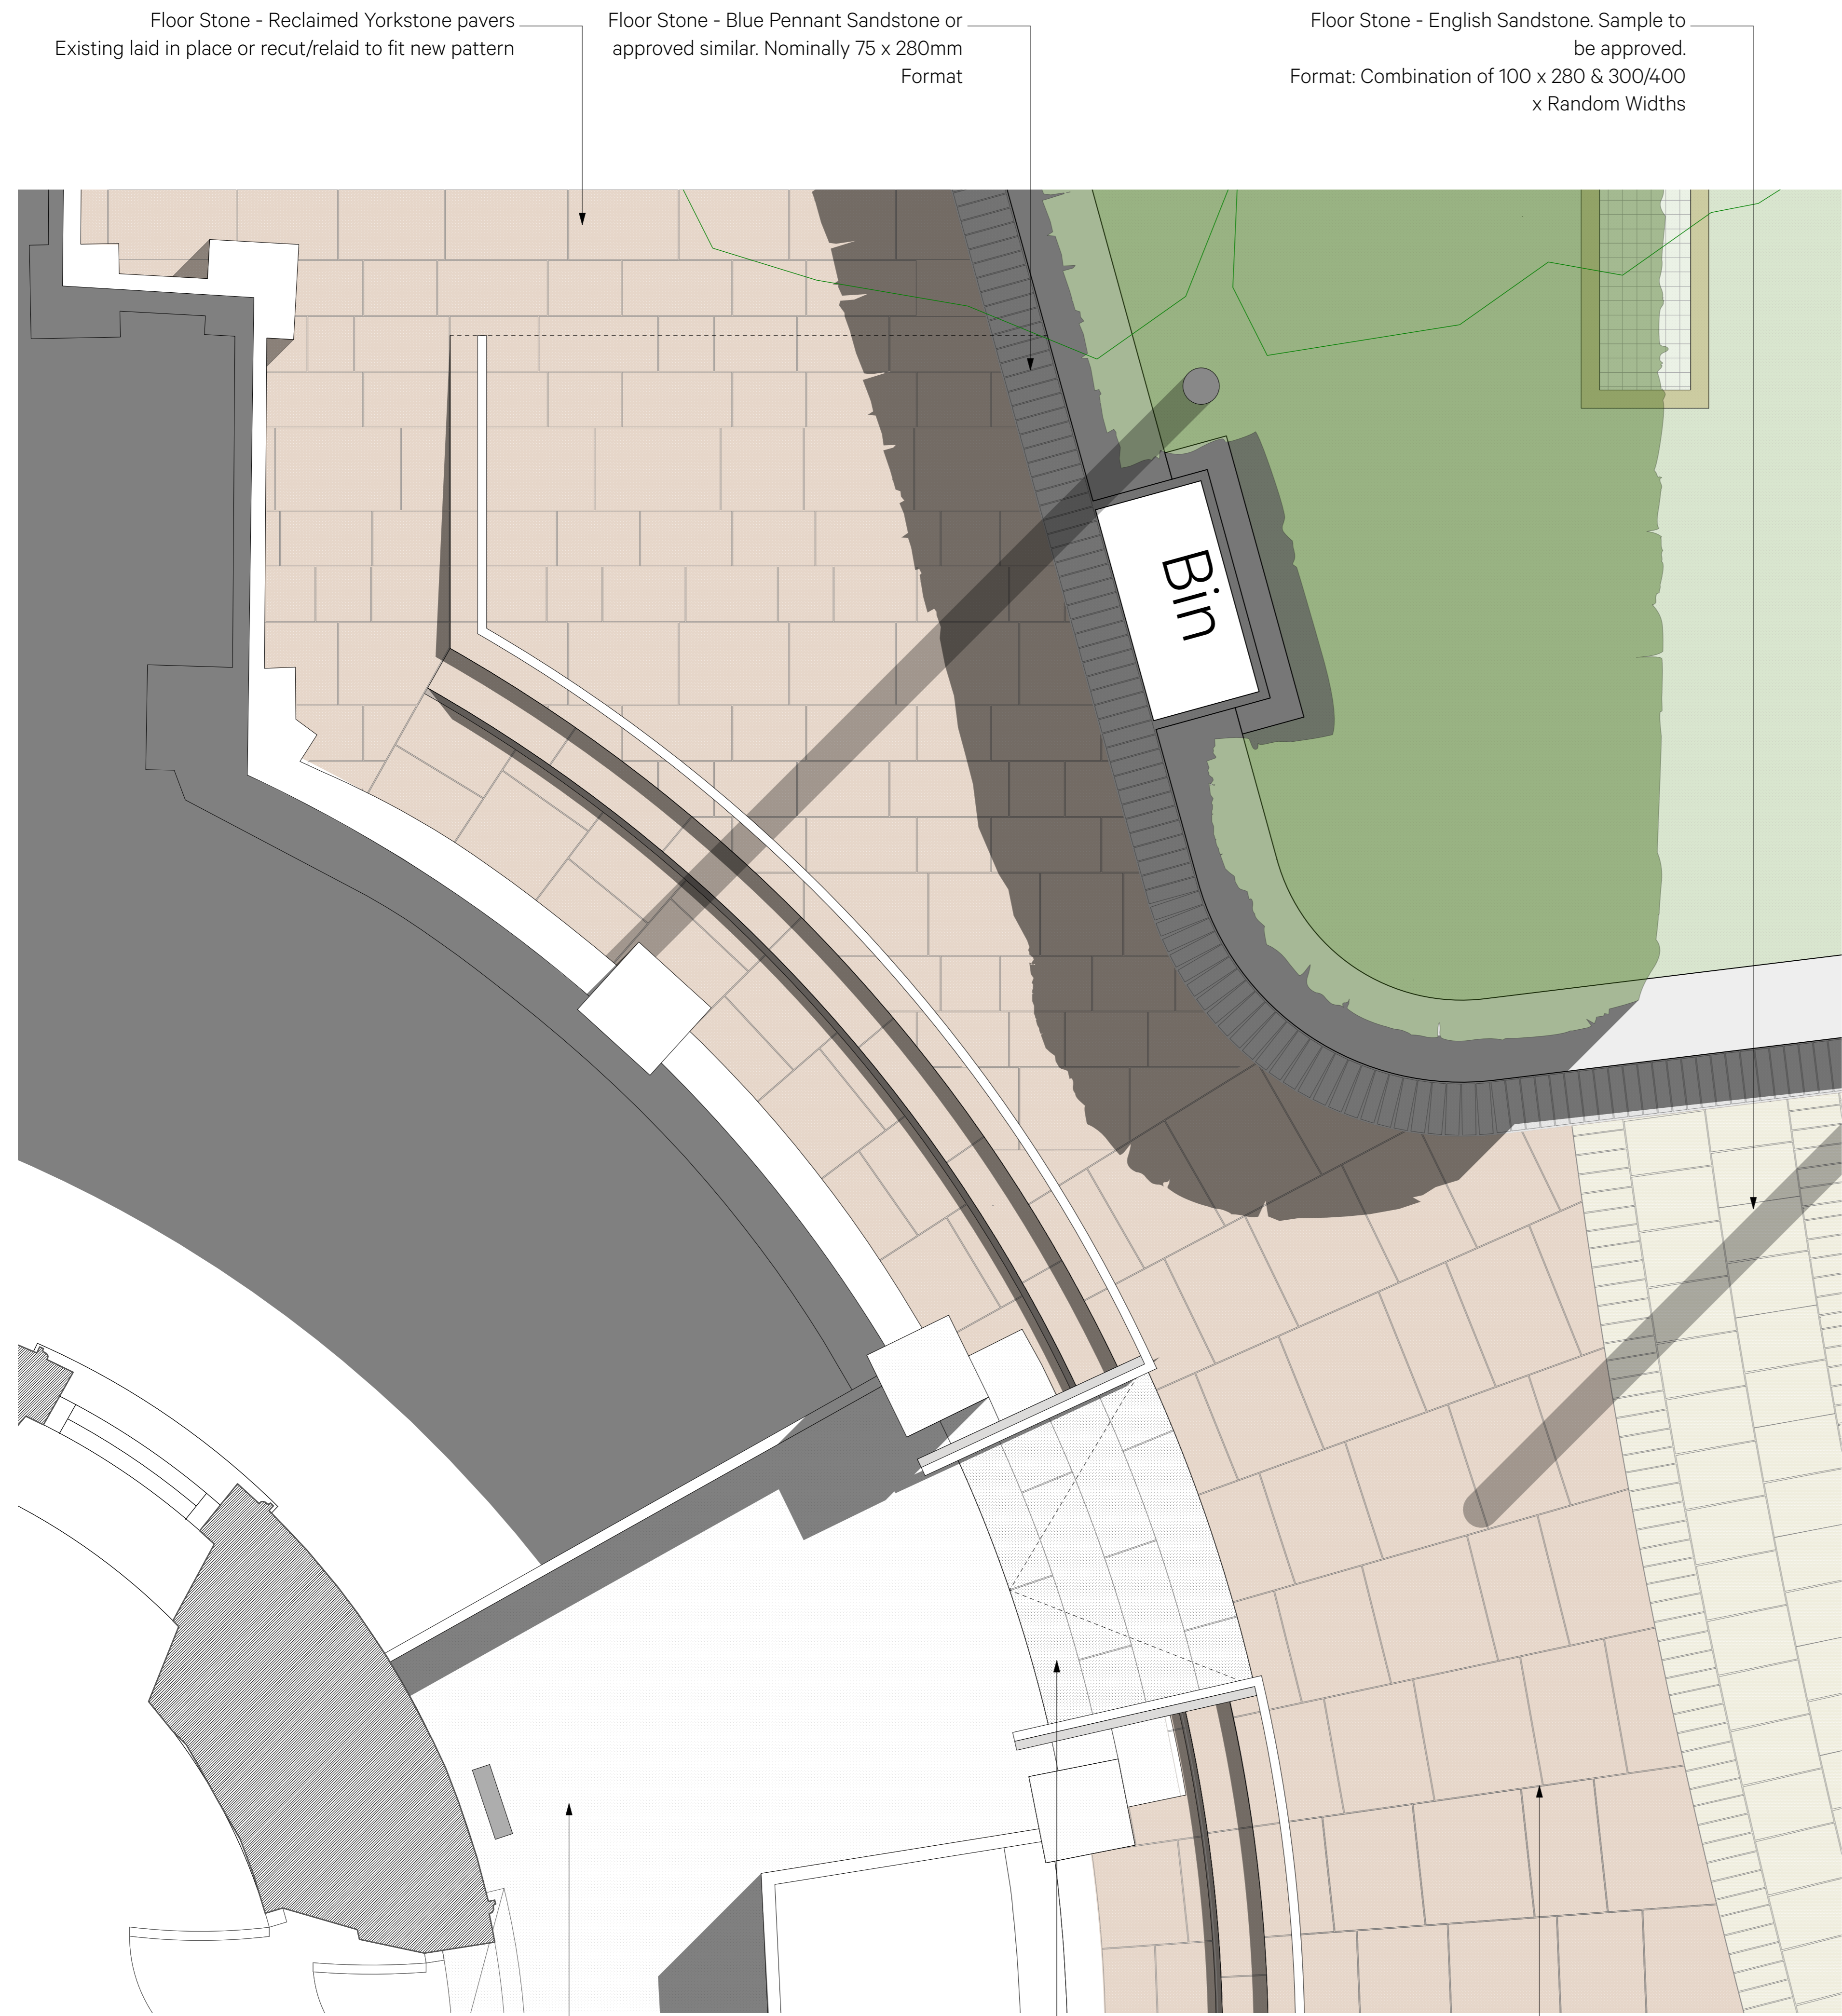 Floor Stone - Reclaimed Yorkstone pavers
Existing laid in place or recut/relaid to fit new pattern
Floor Stone - Blue Pennant Sandstone or
approved similar. Nominally 75 x 280mm
Format
Floor Stone - English Sandstone. Sample to
be approved.
Format: Combination of 100 x 280 & 300/400
x Random Widths
Bin